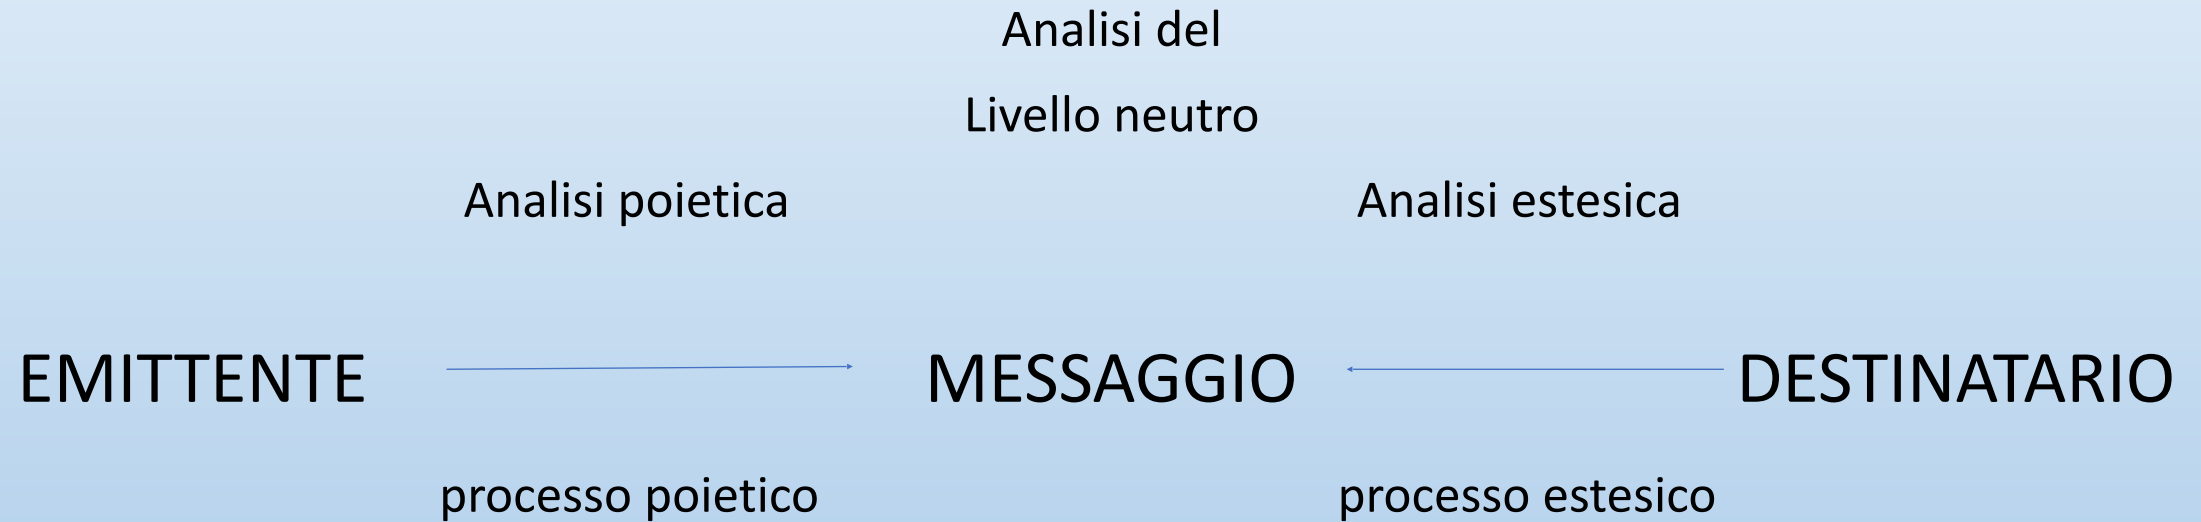 Analisi del
Livello neutro
Analisi poietica
Analisi estesica
EMITTENTE
MESSAGGIO
DESTINATARIO
processo poietico
processo estesico